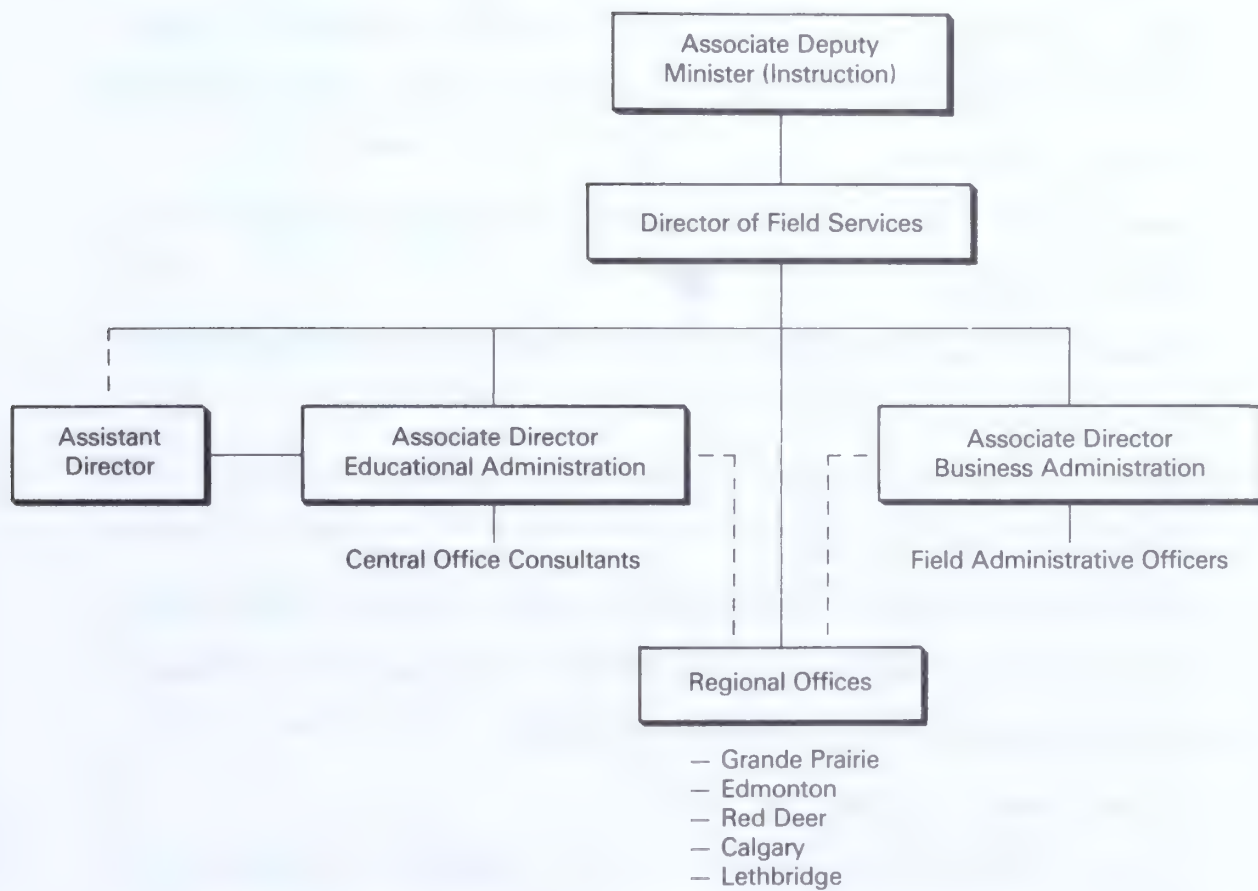 Associate Deputy
Minister (Instruction)
Director of Field Services
Assistant
Director
Associate Director
Educational Administration
Associate Director
Business Administration
Central Office Consultants
Field Administrative Officers
Regional Offices
— Grande Prairie
— Edmonton
— Red Deer
— Calgary
— Lethbridge